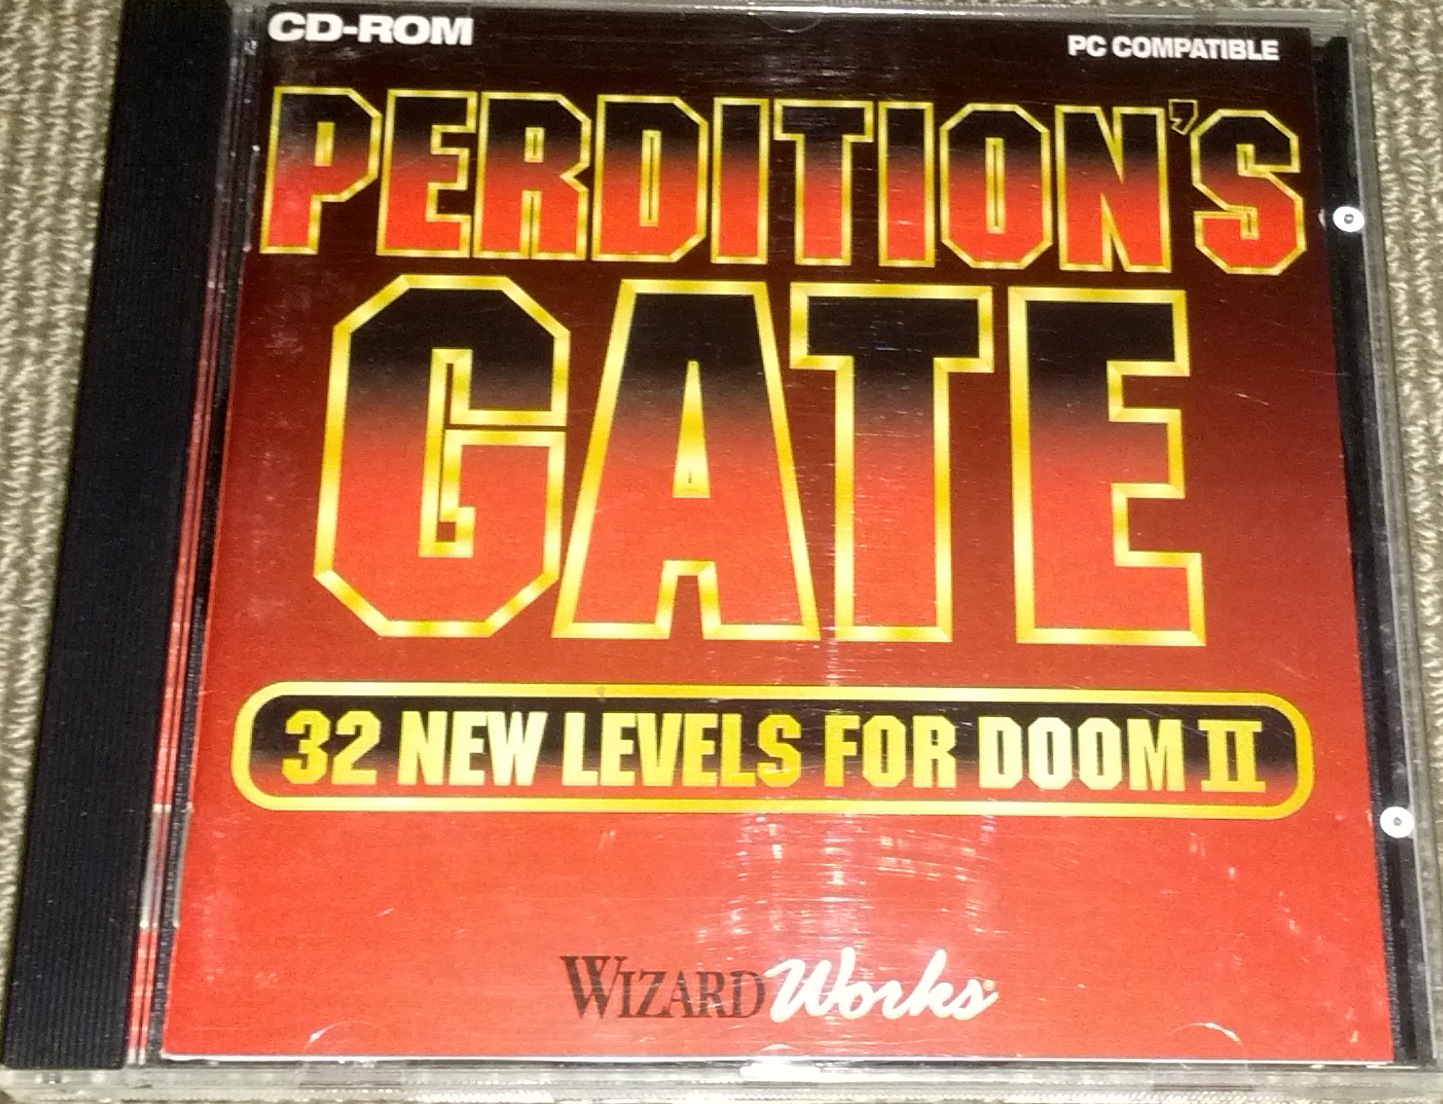 CD-ROM
PC COMPATIBLE
PERDITION'S
GATE
32 NEW LEVELS FOR DOOM II
WIZARD Works